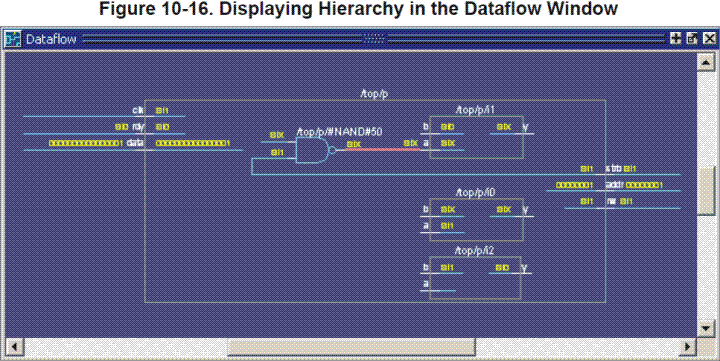 Figure 10-16. Displaying Hierarchy in the Dataflow Window
Dataflow
/top/p
clk St1
/top/p/i1
St0 rdy St0
/top/p/#NAND#50
b St0 StX y
StX
0000000000000001 data 0000000000000001
StX StX a StX
St1
St1 strb St1
00000001 addr 00000001
/top/p/i0
St1 rw St1
b StX StX y
a St1
/top/p/i2
b St1 St0 y
a